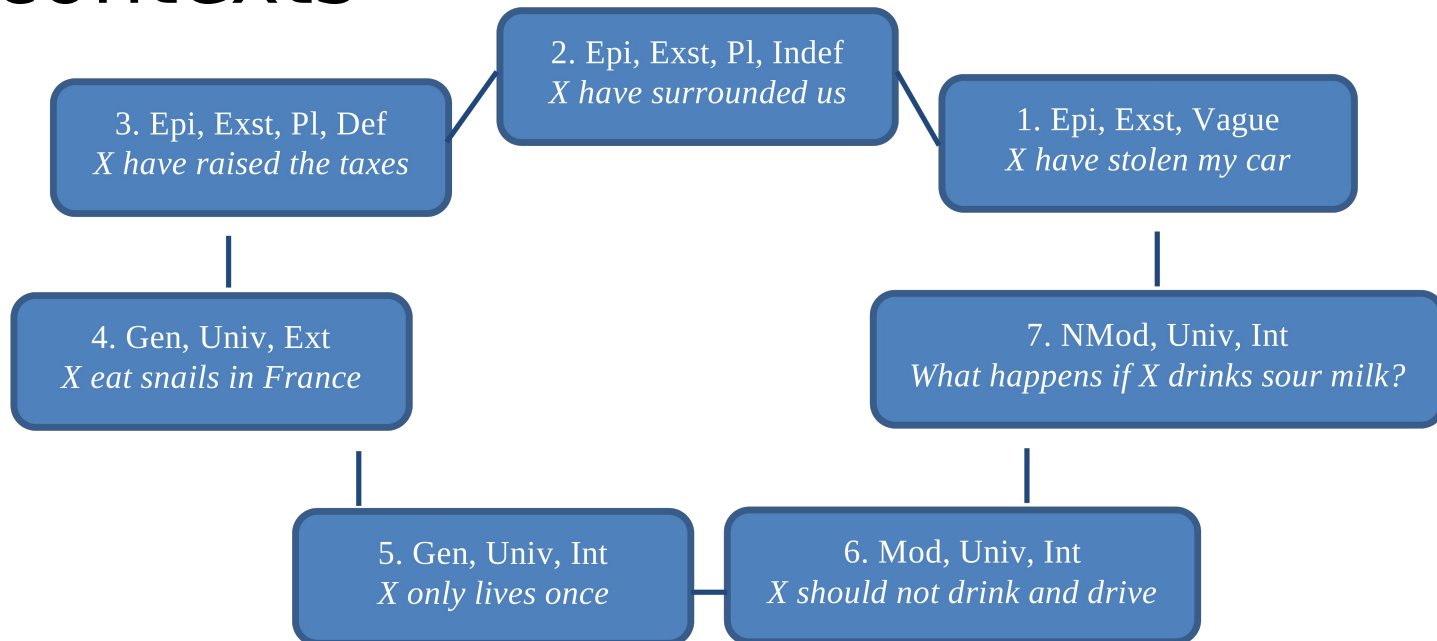 contexts
2. Epi, Exst, Pl, Indef
X have surrounded us
3. Epi, Exst, Pl, Def
X have raised the taxes
1. Epi, Exst, Vague
X have stolen my car
4. Gen, Univ, Ext
X eat snails in France
7. NMod, Univ, Int
What happens if X drinks sour milk?
5. Gen, Univ, Int
X only lives once
6. Mod, Univ, Int
X should not drink and drive